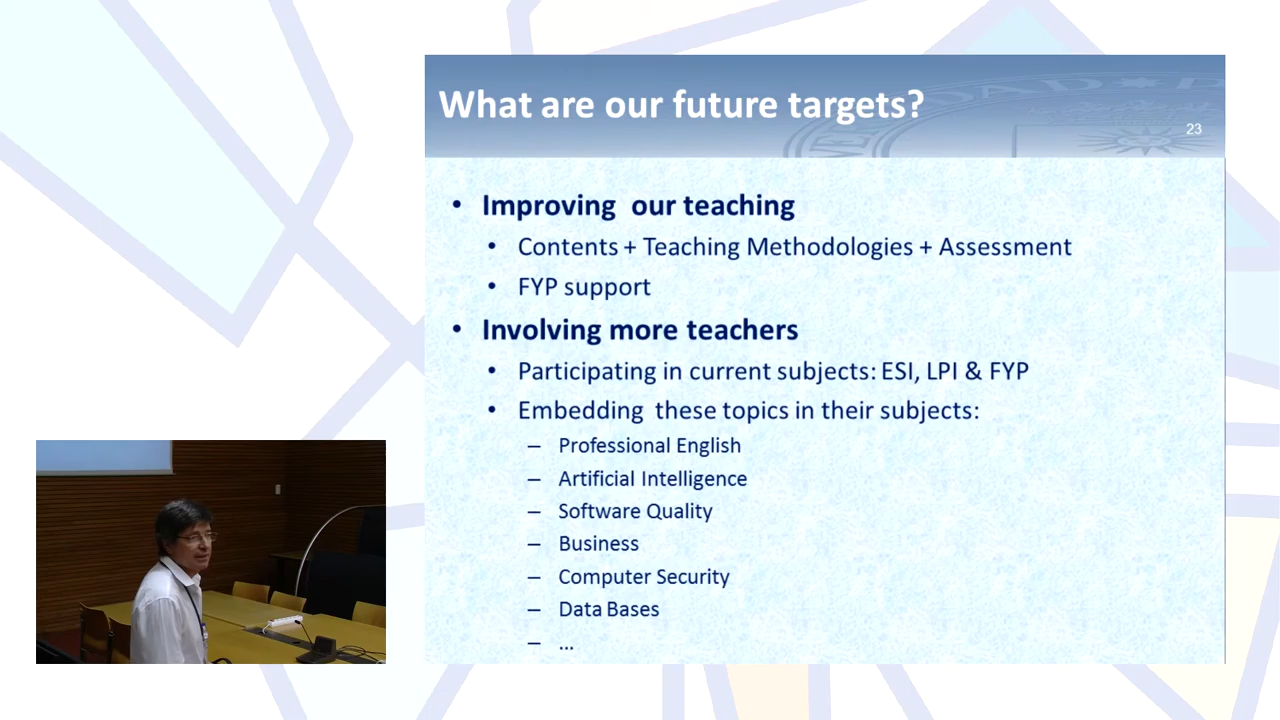 What are our future targets?
23
• Improving our teaching
• Contents + Teaching Methodologies + Assessment
• FYP support
• Involving more teachers
• Participating in current subjects: ESI, LPI & FYP
• Embedding these topics in their subjects:
– Professional English
– Artificial Intelligence
– Software Quality
– Business
– Computer Security
– Data Bases
– ...